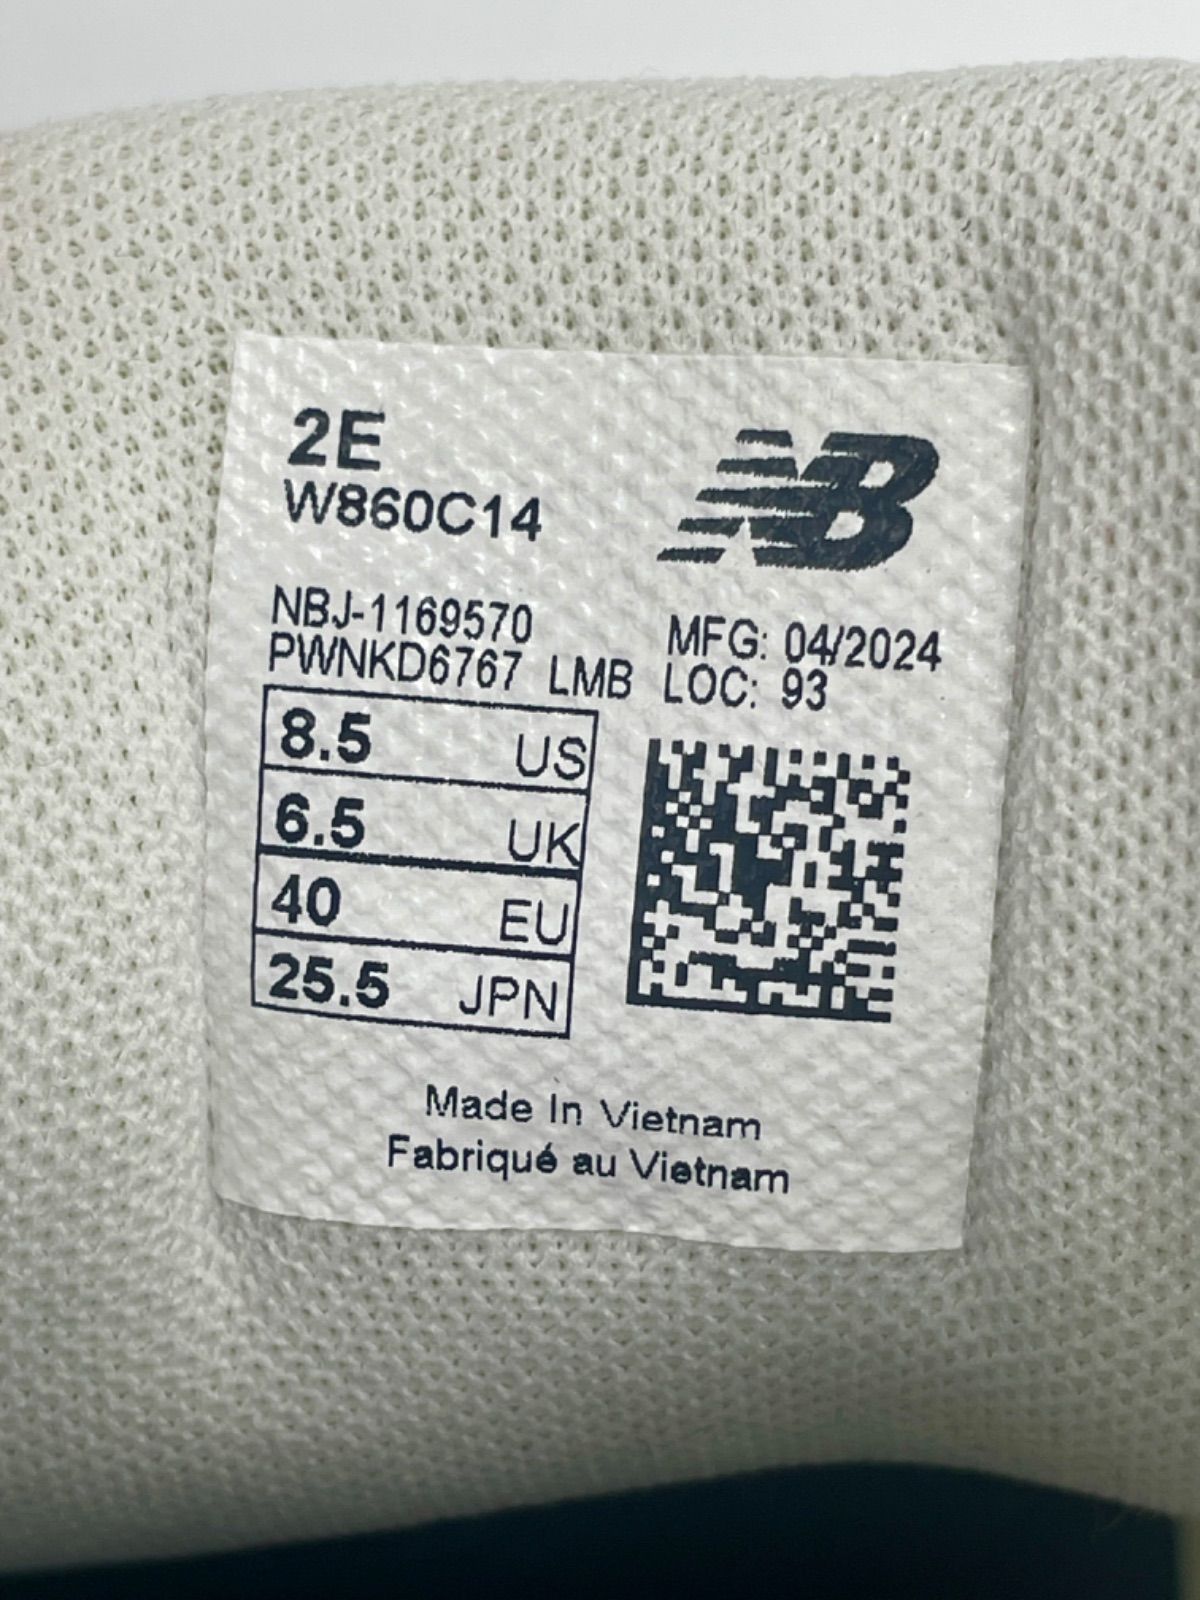 2E
W860C14
NB
NBJ-1169570
PWNKD6767 LMB
MFG: 04/2024
LOC: 93
8.5 US
6.5 UK
40 EU
25.5 JPN
Made In Vietnam
Fabriqué au Vietnam